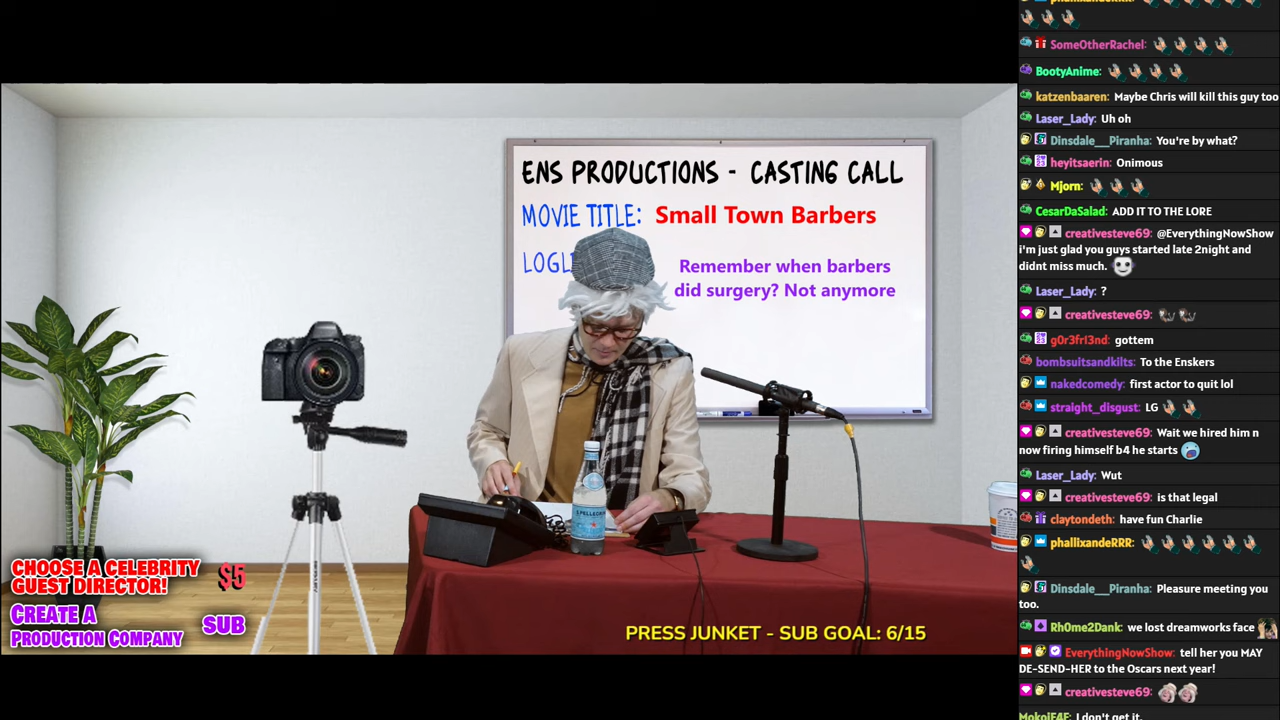 ENS PRODUCTIONS - CASTING CALL
MOVIE TITLE: Small Town Barbers
LOGLI
Remember when barbers
did surgery? Not anymore
S.PELLEGRINO
CHOOSE A CELEBRITY
GUEST DIRECTOR! $5
CREATE A
PRODUCTION COMPANY SUB
PRESS JUNKET - SUB GOAL: 6/15
SomeOtherRachel:
BootyAnime:
katzenbaaren: Maybe Chris will kill this guy too
Laser_Lady: Uh oh
Dinsdale__Piranha: You're by what?
heyitsaerin: Onimous
Mjorn:
CesarDaSalad: ADD IT TO THE LORE
creativesteve69: @EverythingNowShow
i'm just glad you guys started late 2night and
didnt miss much.
Laser_Lady: ?
creativesteve69:
g0r3fr13nd: gottem
bombsuitsandkilts: To the Enskers
nakedcomedy: first actor to quit lol
straight_disgust: LG
creativesteve69: Wait we hired him n
now firing himself b4 he starts
Laser_Lady: Wut
creativesteve69: is that legal
claytondeth: have fun Charlie
phallixandeRRR:
Dinsdale__Piranha: Pleasure meeting you
too.
Rh0me2Dank: we lost dreamworks face
EverythingNowShow: tell her you MAY
DE-SEND-HER to the Oscars next year!
creativesteve69:
I don't get it.